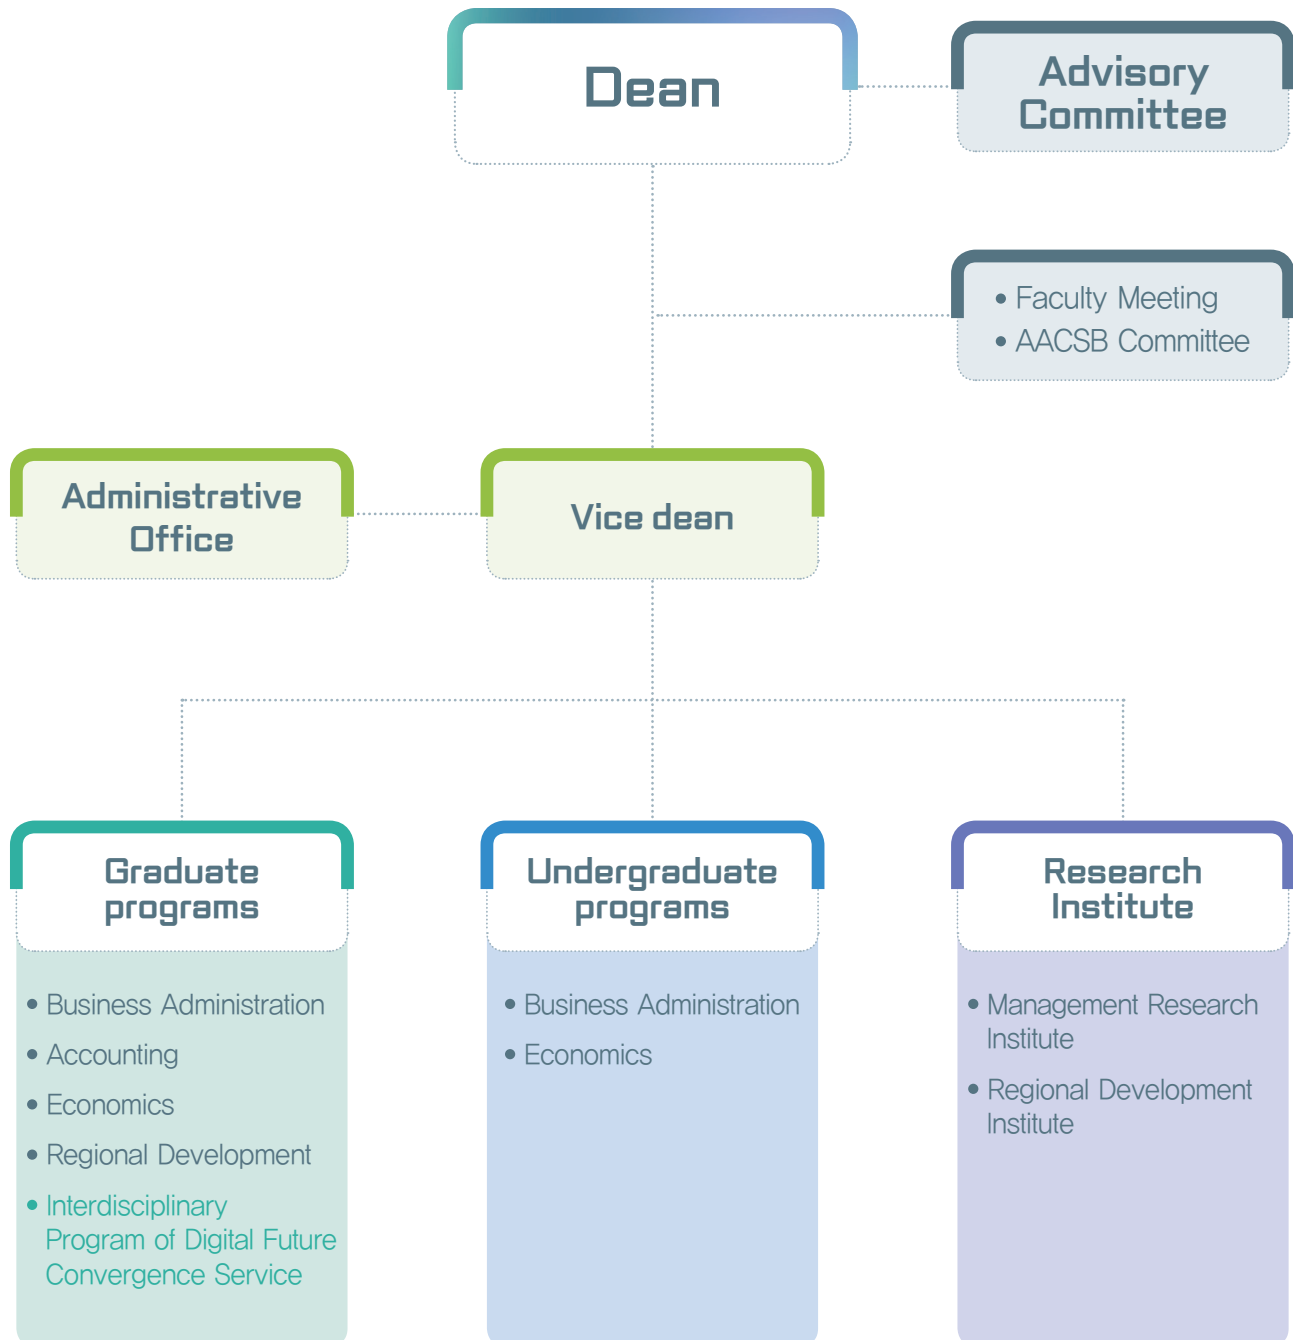 Dean
Advisory
Committee
• Faculty Meeting
• AACSB Committee
Administrative
Office
Vice dean
Graduate
programs
• Business Administration
• Accounting
• Economics
• Regional Development
• Interdisciplinary
Program of Digital Future
Convergence Service
Undergraduate
programs
• Business Administration
• Economics
Research
Institute
• Management Research
Institute
• Regional Development
Institute